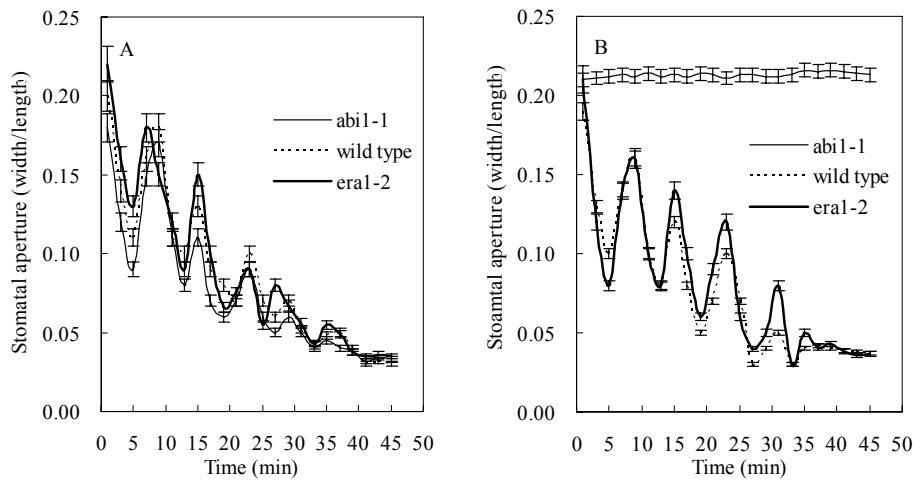 A
Stomatal aperture (width/length)
0.25
0.20
0.15
0.10
0.05
0.00
abi1-1
wild type
era1-2
0 5 10 15 20 25 30 35 40 45 50
Time (min)
B
Stoamtal aperture (width/length)
0.25
0.20
0.15
0.10
0.05
0.00
abi1-1
wild type
era1-2
0 5 10 15 20 25 30 35 40 45 50
Time (min)